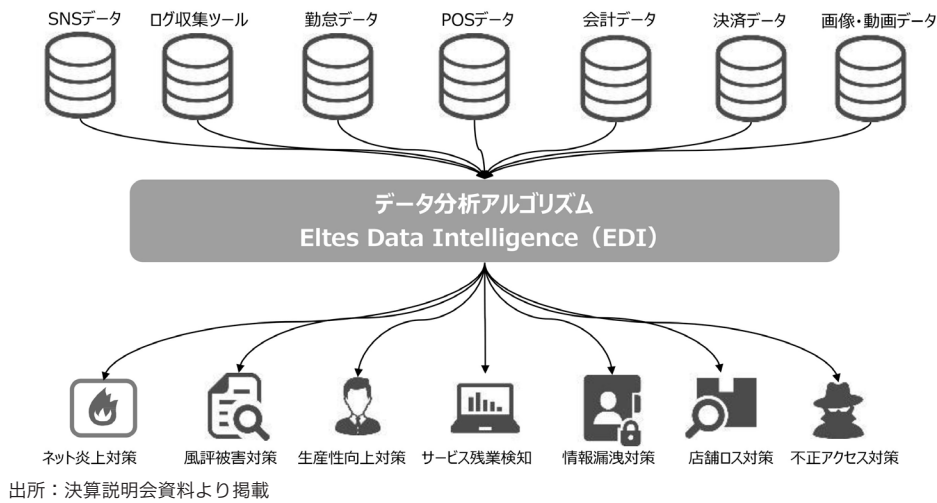 SNSデータ
ログ収集ツール
勤怠データ
POSデータ
会計データ
決済データ
画像・動画データ
データ分析アルゴリズム
Eltes Data Intelligence（EDI）
ネット炎上対策
風評被害対策
生産性向上対策
サービス残業検知
情報漏洩対策
店舗ロス対策
不正アクセス対策
出所：決算説明会資料より掲載